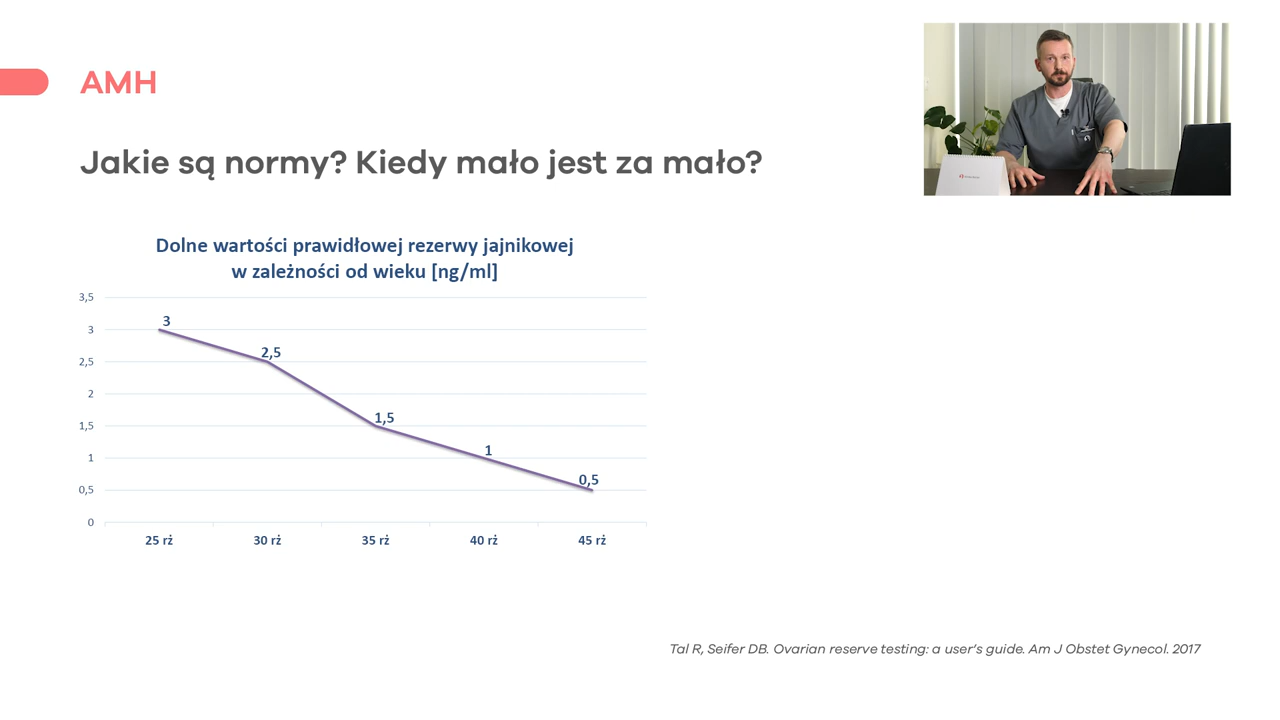 AMH
Jakie są normy? Kiedy mało jest za mało?
Dolne wartości prawidłowej rezerwy jajnikowej
w zależności od wieku [ng/ml]
3,5
3
2,5
2
1,5
1
0,5
0
3
2,5
1,5
1
0,5
25 rż
30 rż
35 rż
40 rż
45 rż
Tal R, Seifer DB. Ovarian reserve testing: a user's guide. Am J Obstet Gynecol. 2017